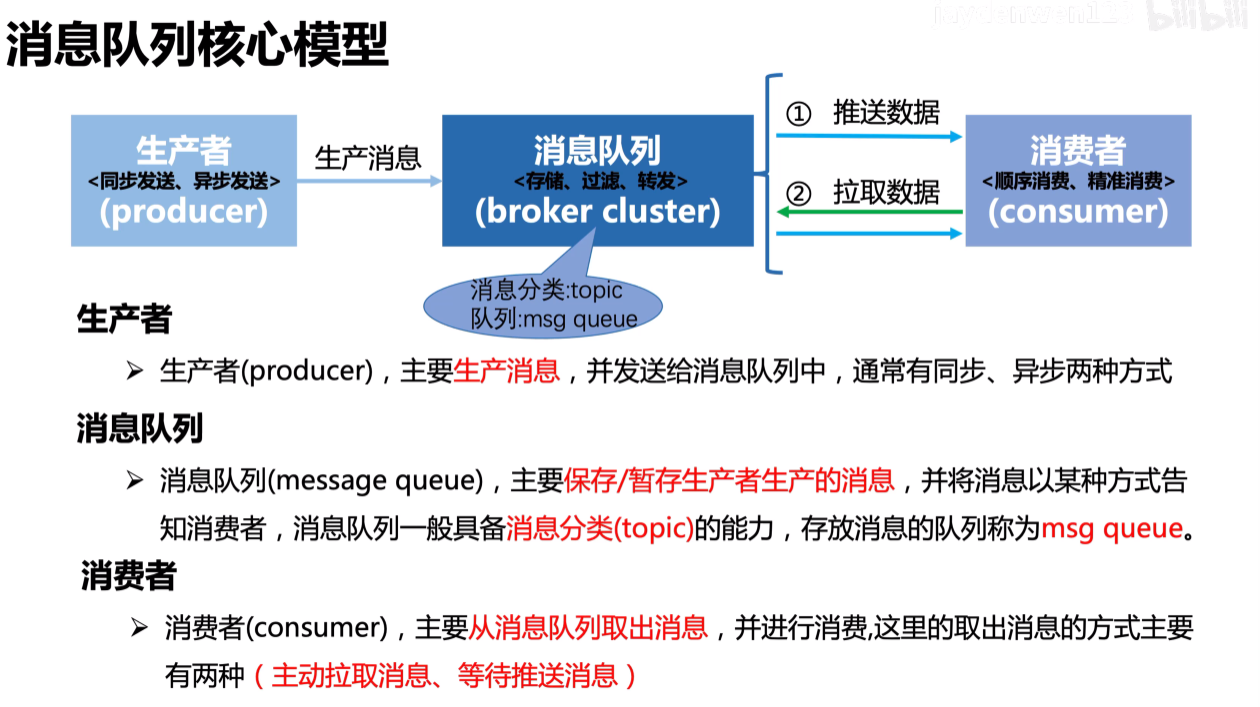 消息队列核心模型
bilibili
生产者
<同步发送、异步发送>
(producer)
生产消息
消息队列
<存储、过滤、转发>
(broker cluster)
① 推送数据
② 拉取数据
消费者
<顺序消费、精准消费>
(consumer)
消息分类:topic
队列:msg queue
生产者
➢ 生产者(producer)，主要生产消息，并发送给消息队列中，通常有同步、异步两种方式
消息队列
➢ 消息队列(message queue)，主要保存/暂存生产者生产的消息，并将消息以某种方式告
知消费者，消息队列一般具备消息分类(topic)的能力，存放消息的队列称为msg queue。
消费者
➢ 消费者(consumer)，主要从消息队列取出消息，并进行消费,这里的取出消息的方式主要
有两种（主动拉取消息、等待推送消息）